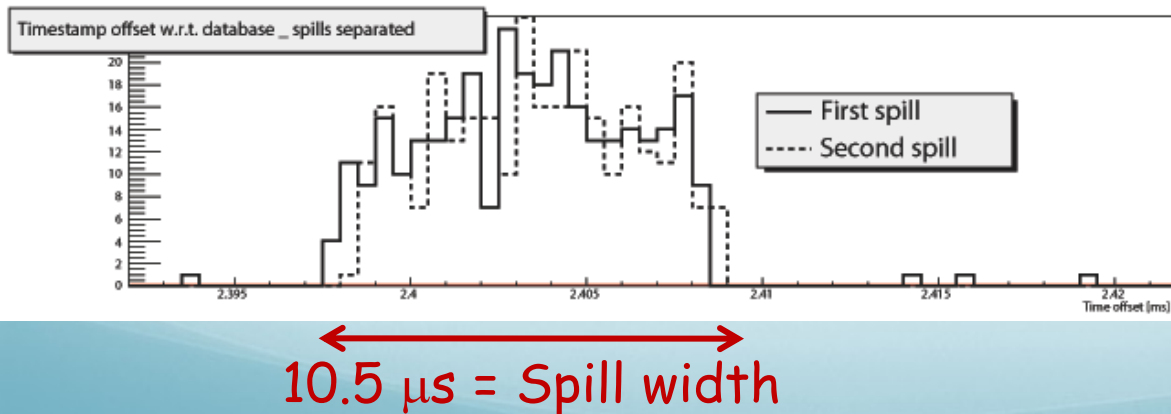 Timestamp offset w.r.t. database _ spills separated
20
18
16
14
12
10
8
6
4
2
0
First spill
Second spill
2.395 2.4 2.405 2.41 2.415 2.42
Time offset [ms]
10.5 μs = Spill width